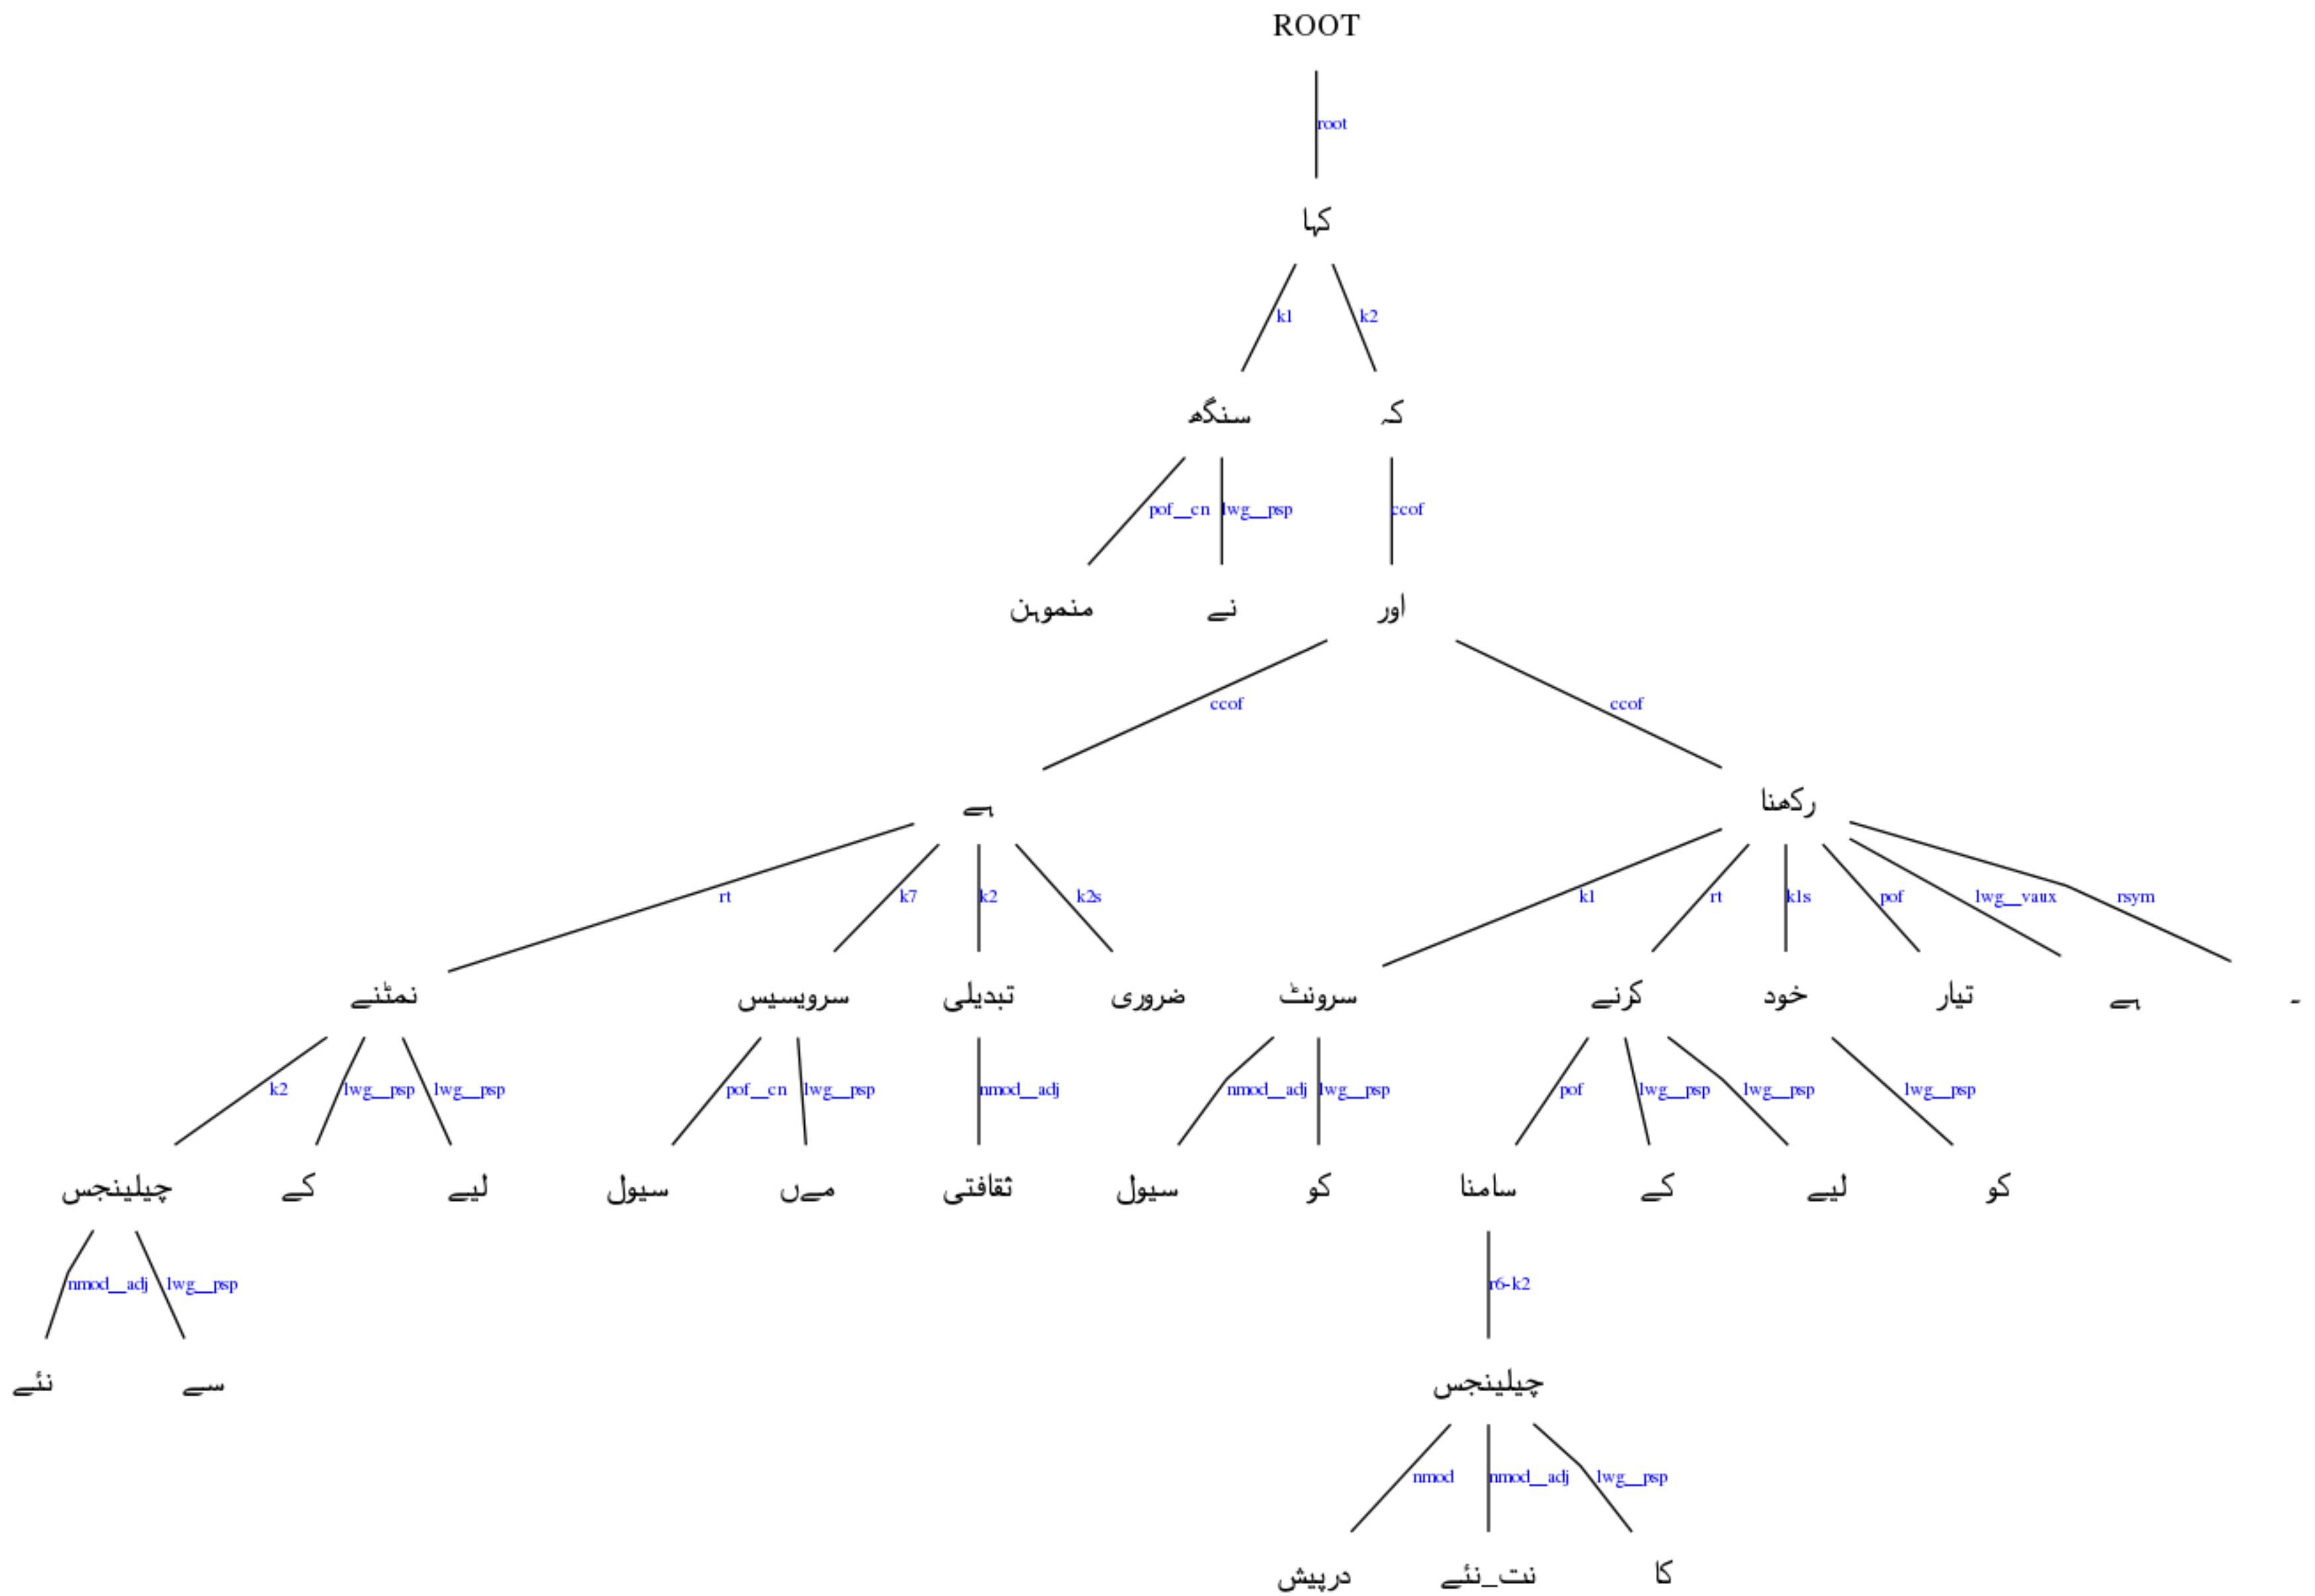 ROOT
root
کہا
k1 k2
سنگھ کہ
pof__cn lwg__psp ccof
منموہن نے اور
ccof ccof
ہے رکھنا
rt k7 k2 k2s k1 rt k1s pof lwg__vaux rsym
نمٹنے سرویسیس تبدیلی ضروری سرونٹ کرنے خود تیار ہے ۔
k2 lwg__psp lwg__psp pof__cn lwg__psp nmod__adj nmod__adj lwg__psp pof lwg__psp lwg__psp lwg__psp
چیلینجس کے لیے سیول مےں ثقافتی سیول کو سامنا کے لیے کو
nmod__adj lwg__psp r6-k2
نئے سے چیلینجس
nmod nmod__adj lwg__psp
درپیش نت_نئے کا